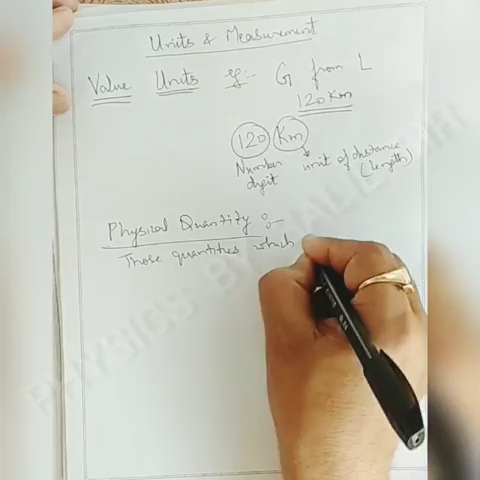 Units & Measurement
Value Units eg:- G from L
120 Km
120 Km
Number digit
unit of distance (length)
Physical Quantity :-
Those quantities which